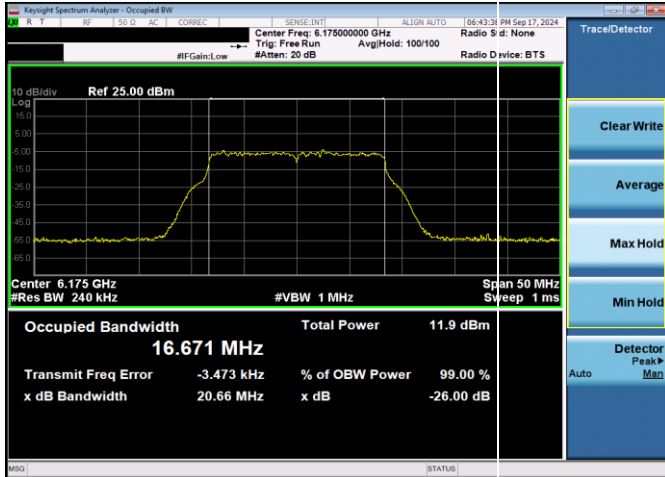 Keysight Spectrum Analyzer - Occupied BW
R T RF 50 Ω AC CORREC SENSE:INT ALIGN AUTO 06:43:38 PM Sep 17, 2024
Center Freq: 6.175000000 GHz Radio Std: None
Trig: Free Run Avg|Hold: 100/100
#IFGain:Low #Atten: 20 dB Radio Device: BTS
Trace/Detector
10 dB/div Ref 25.00 dBm
Log
15.0
5.00
-5.00
-15.0
-25.0
-35.0
-45.0
-55.0
-65.0
Center 6.175 GHz Span 50 MHz
#Res BW 240 kHz #VBW 1 MHz Sweep 1 ms
Occupied Bandwidth Total Power 11.9 dBm
16.671 MHz
Transmit Freq Error -3.473 kHz % of OBW Power 99.00 %
x dB Bandwidth 20.66 MHz x dB -26.00 dB
Clear Write
Average
Max Hold
Min Hold
Detector
Peak▶
Auto Man
MSG STATUS